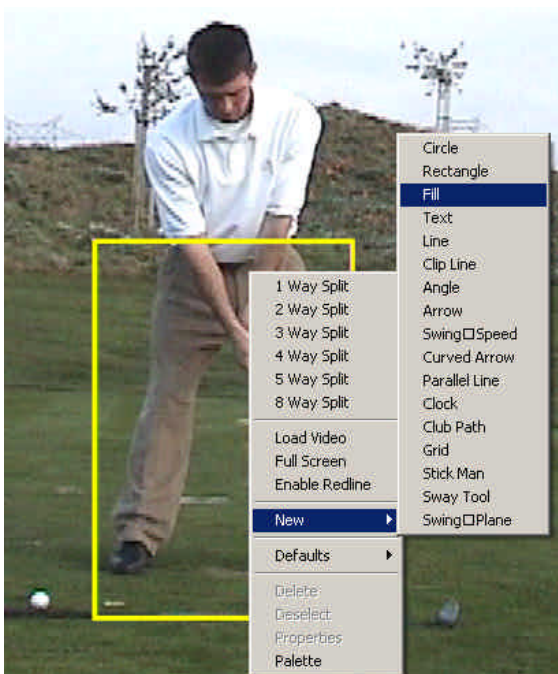 1 Way Split
2 Way Split
3 Way Split
4 Way Split
5 Way Split
8 Way Split
Load Video
Full Screen
Enable Redline
New
Defaults
Delete
Deselect
Properties
Palette
Circle
Rectangle
Fill
Text
Line
Clip Line
Angle
Arrow
Swing□Speed
Curved Arrow
Parallel Line
Clock
Club Path
Grid
Stick Man
Sway Tool
Swing□Plane